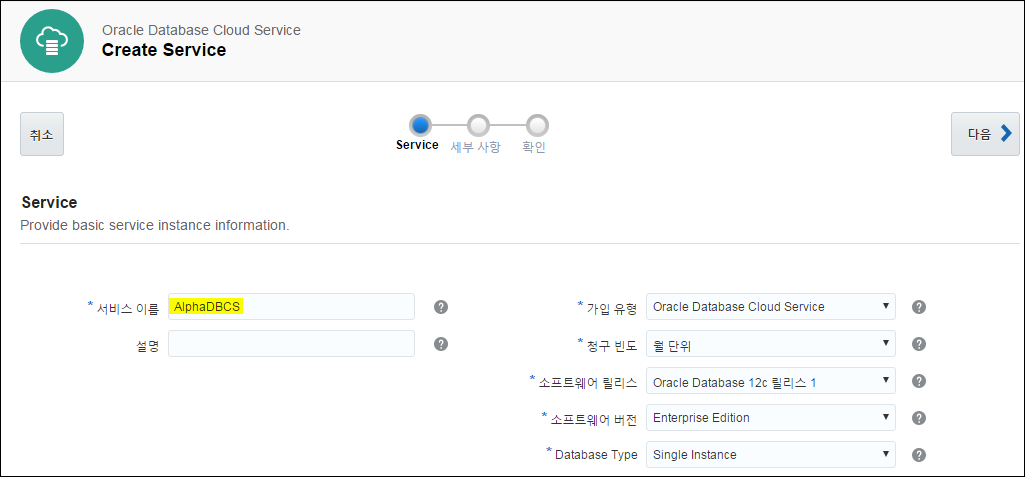 Oracle Database Cloud Service
Create Service
취소
Service 세부 사항 확인
다음
Service
Provide basic service instance information.
* 서비스 이름 AlphaDBCS ?
설명 ?
* 가입 유형 Oracle Database Cloud Service ?
* 청구 빈도 월 단위 ?
* 소프트웨어 릴리스 Oracle Database 12c 릴리스 1 ?
* 소프트웨어 버전 Enterprise Edition ?
* Database Type Single Instance ?